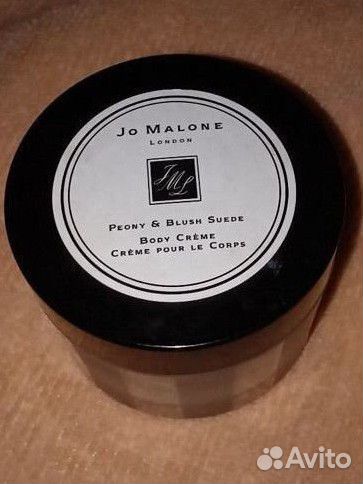 JO MALONE
LONDON
JML
PEONY & BLUSH SUEDE
BODY CRÈME
CRÈME POUR LE CORPS
Avito